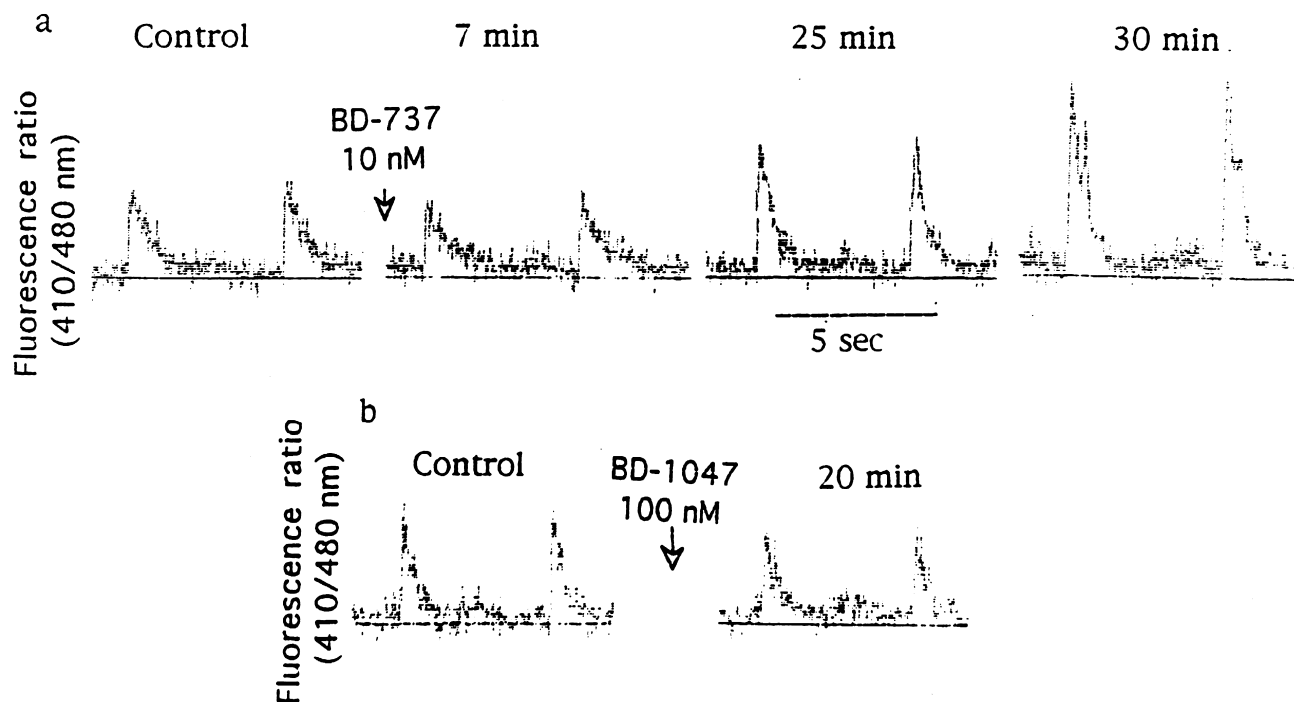 a
Control
7 min
25 min
30 min
BD-737
10 nM
Fluorescence ratio
(410/480 nm)
5 sec
b
Control
BD-1047
100 nM
20 min
Fluorescence ratio
(410/480 nm)